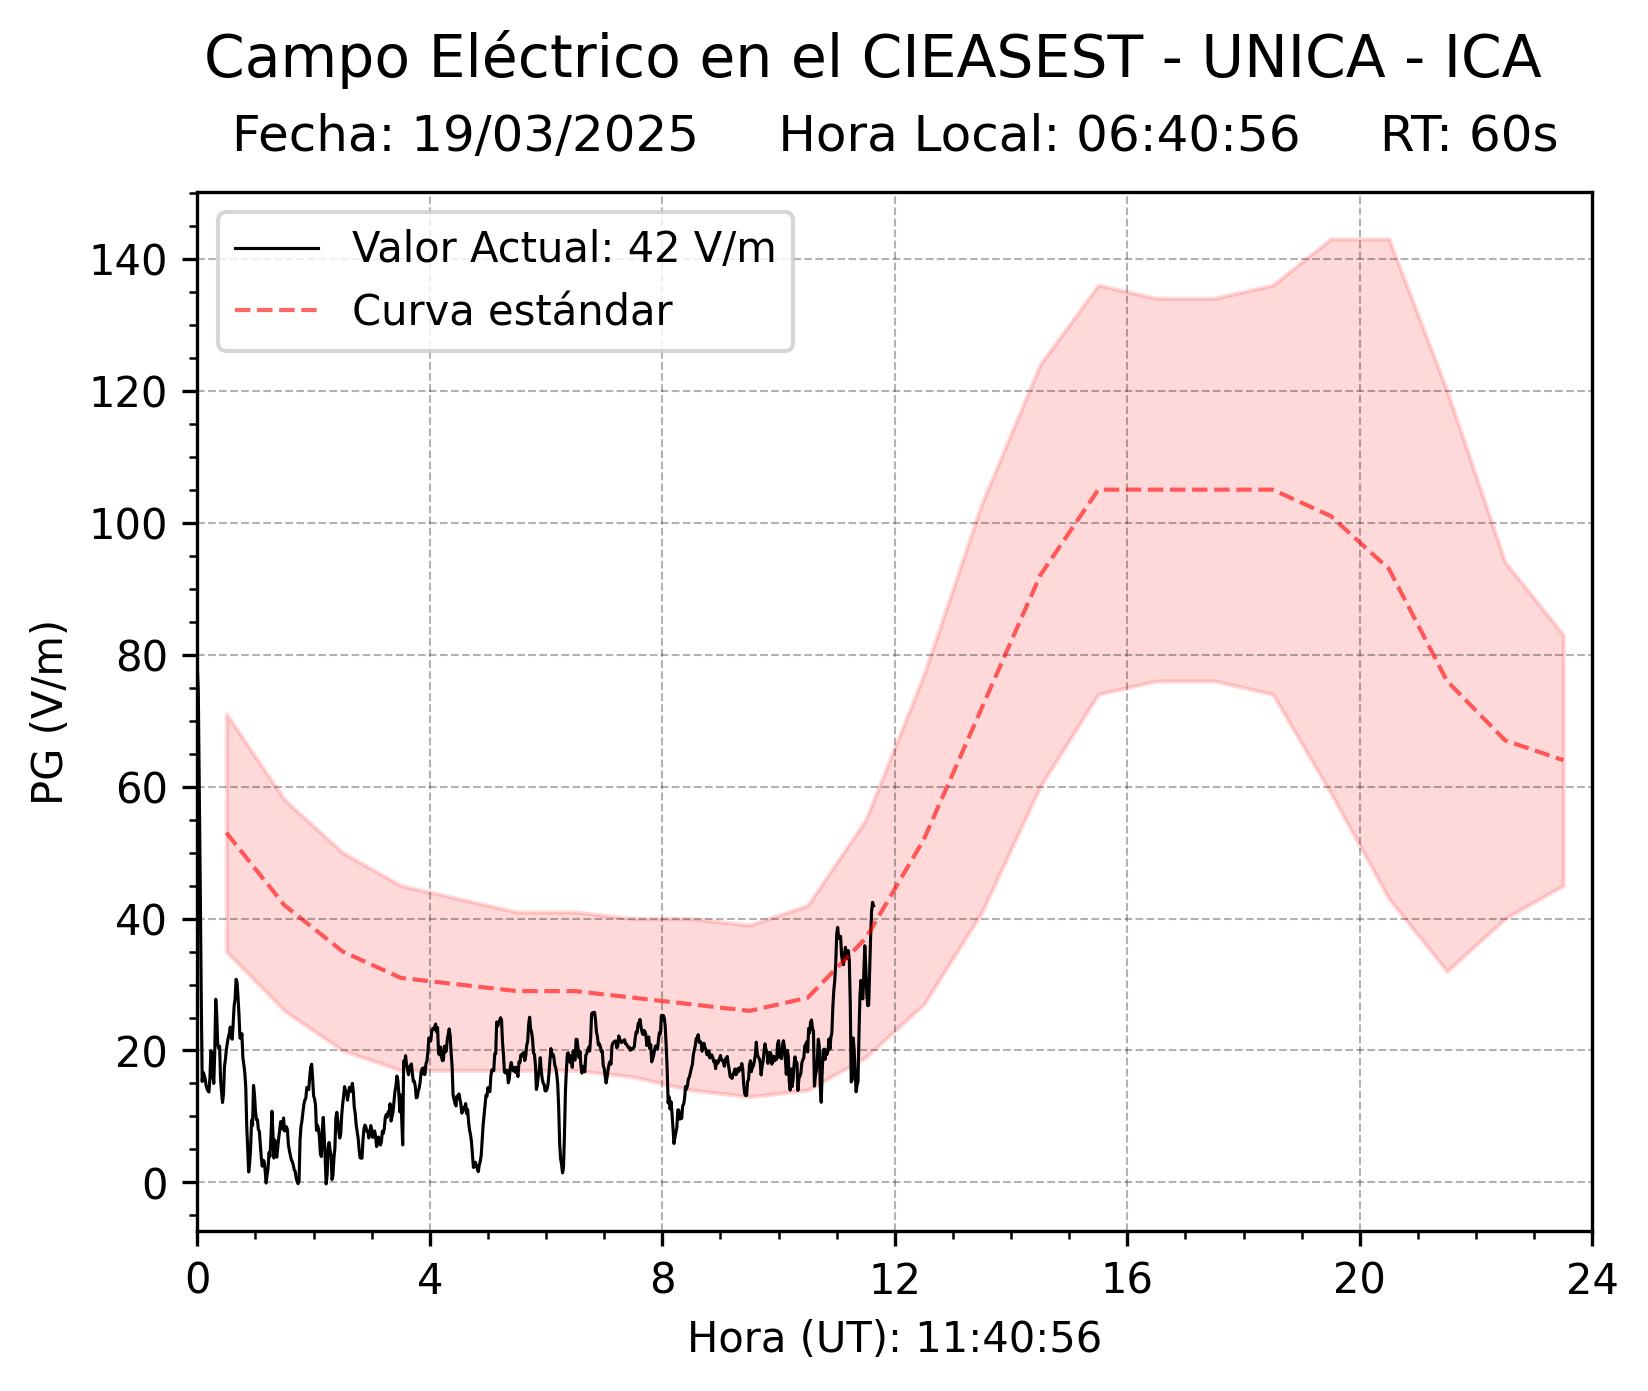 Campo Eléctrico en el CIEASEST - UNICA - ICA
Fecha: 19/03/2025 Hora Local: 06:40:56 RT: 60s
Valor Actual: 42 V/m
Curva estándar
PG (V/m)
140
120
100
80
60
40
20
0
0 4 8 12 16 20 24
Hora (UT): 11:40:56